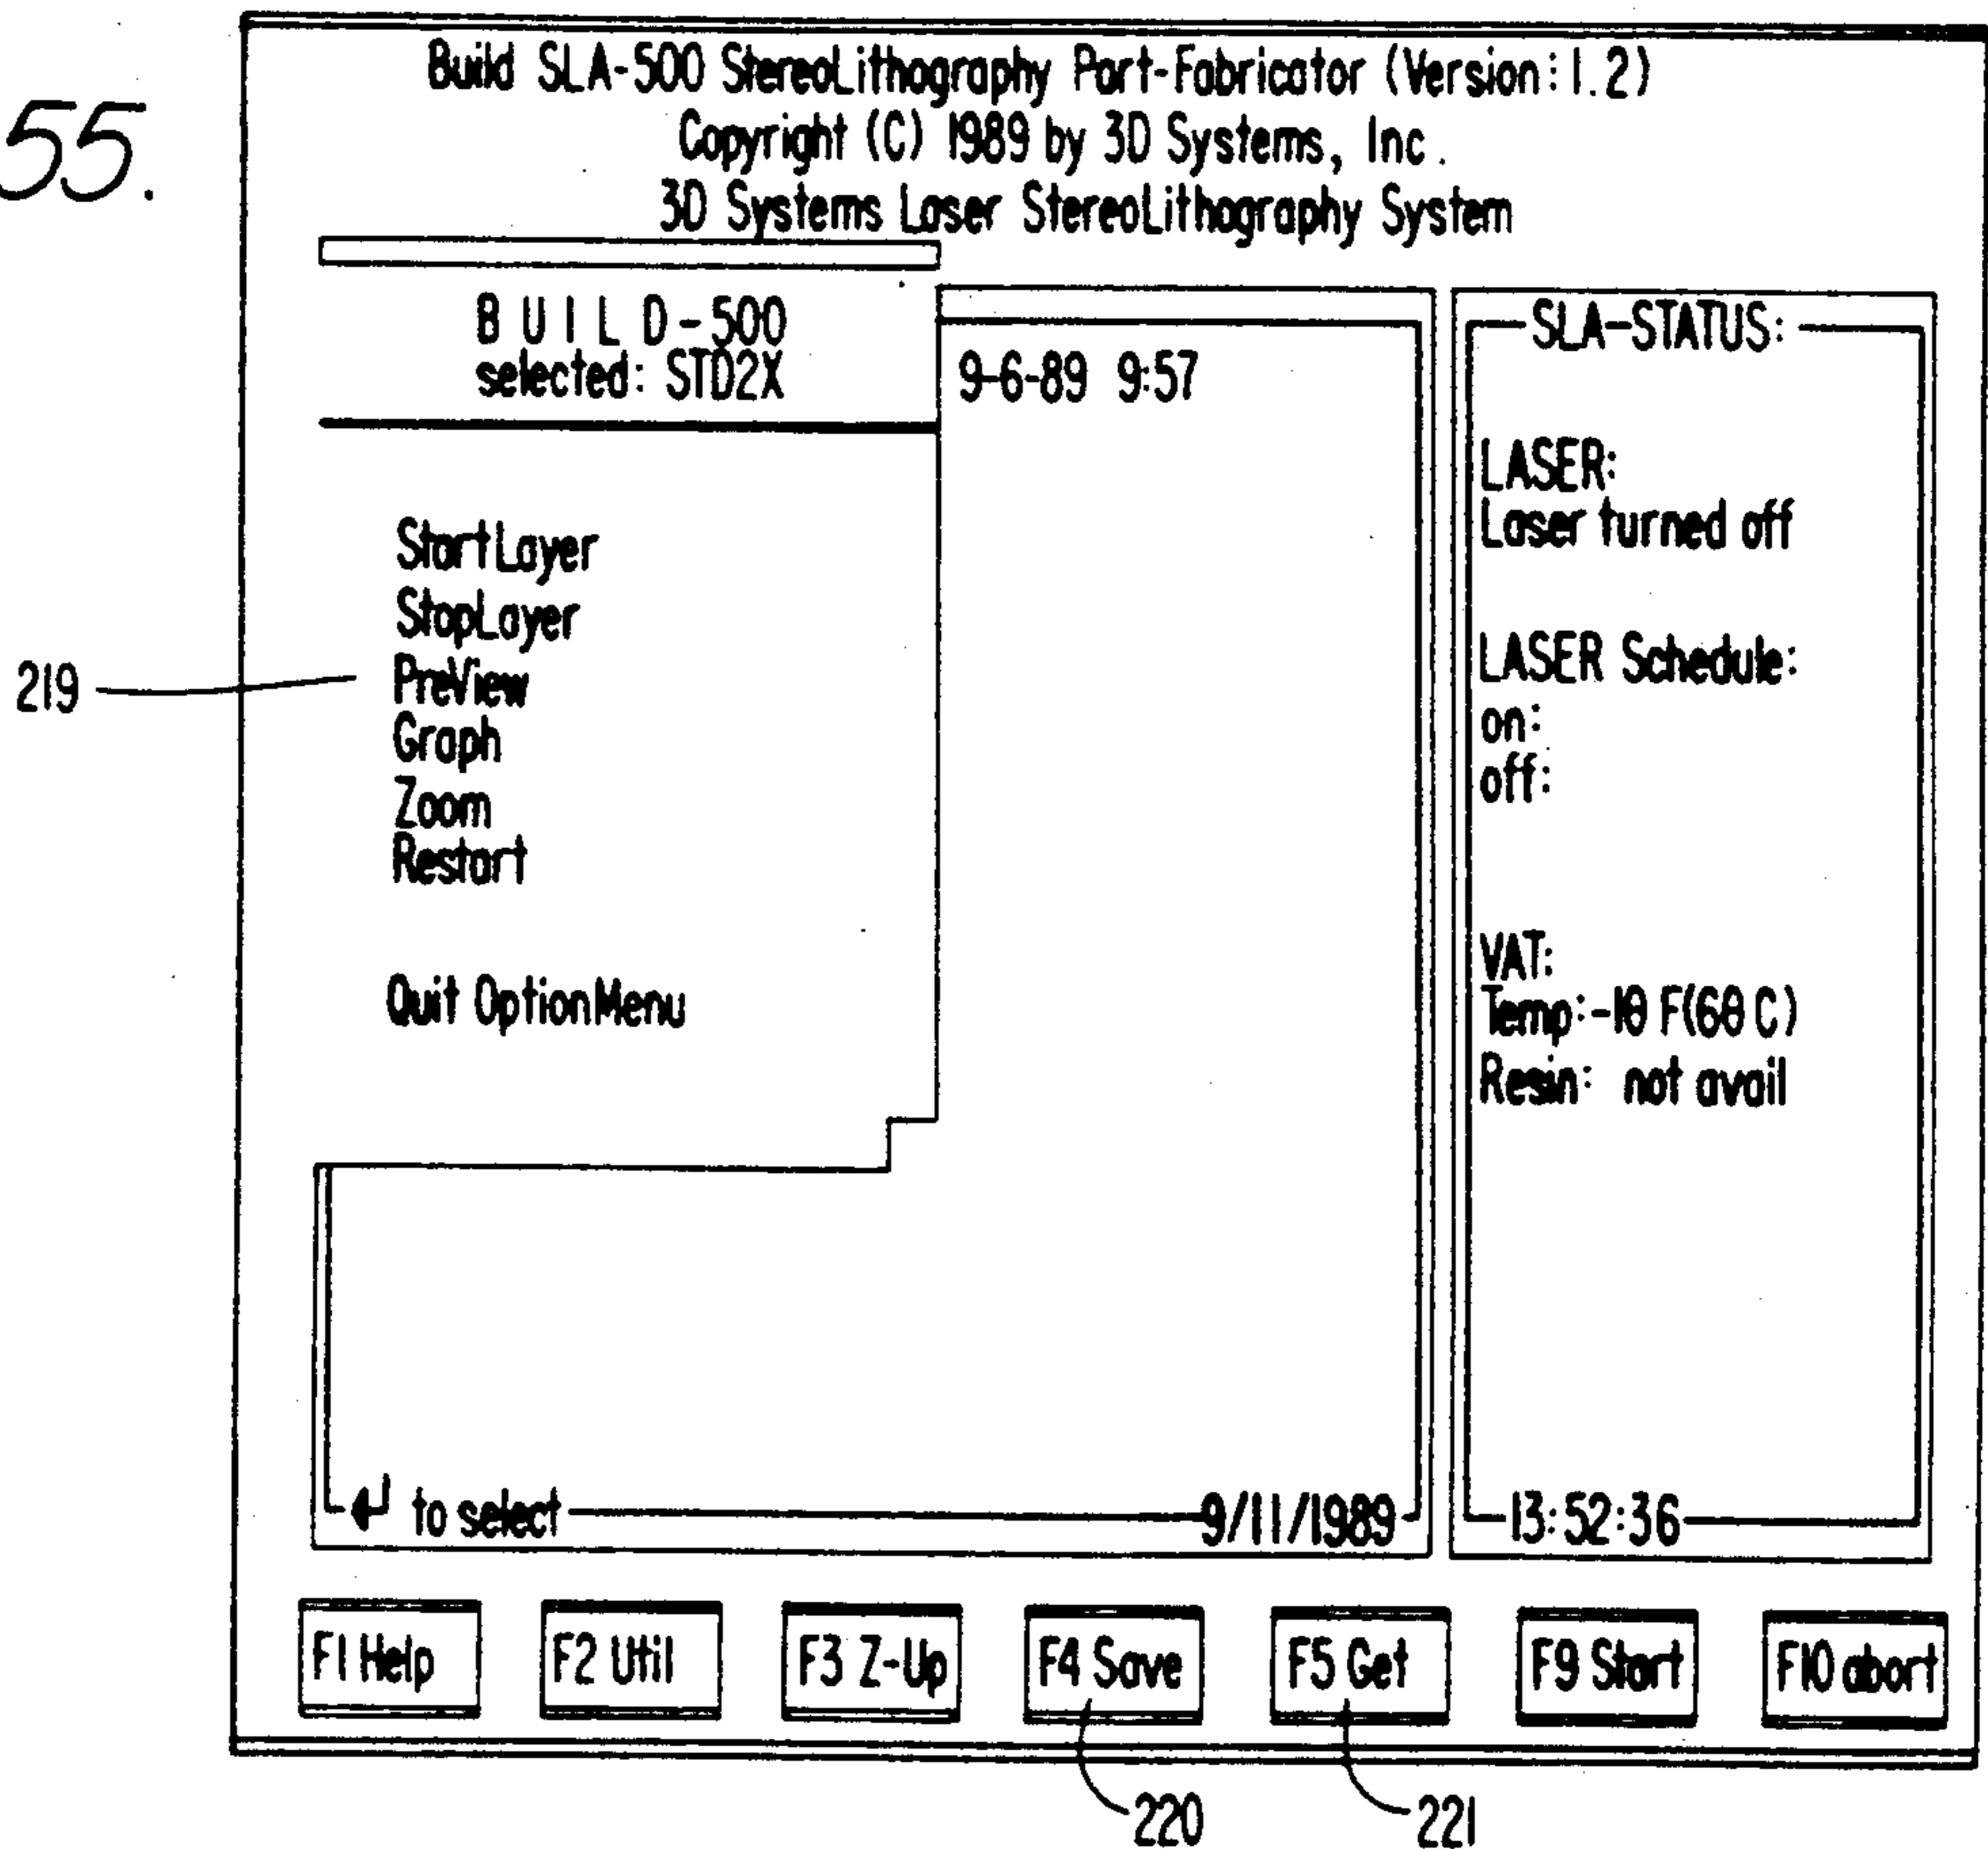 55.
Build SLA-500 StereoLithography Part-Fabricator (Version: 1.2)
Copyright (C) 1989 by 3D Systems, Inc.
3D Systems Laser StereoLithography System
B U I L D - 500
selected: STD2X
9-6-89 9:57
StartLayer
StopLayer
PreView
Graph
Zoom
Restart
Quit OptionMenu
219
SLA-STATUS:
LASER:
Laser turned off
LASER Schedule:
on:
off:
VAT:
Temp: -10 F(60 C)
Resin: not avail
↵ to select
9/11/1989
13:52:36
F1 Help
F2 Util
F3 Z-Up
F4 Save
F5 Get
F9 Start
F10 abort
220
221